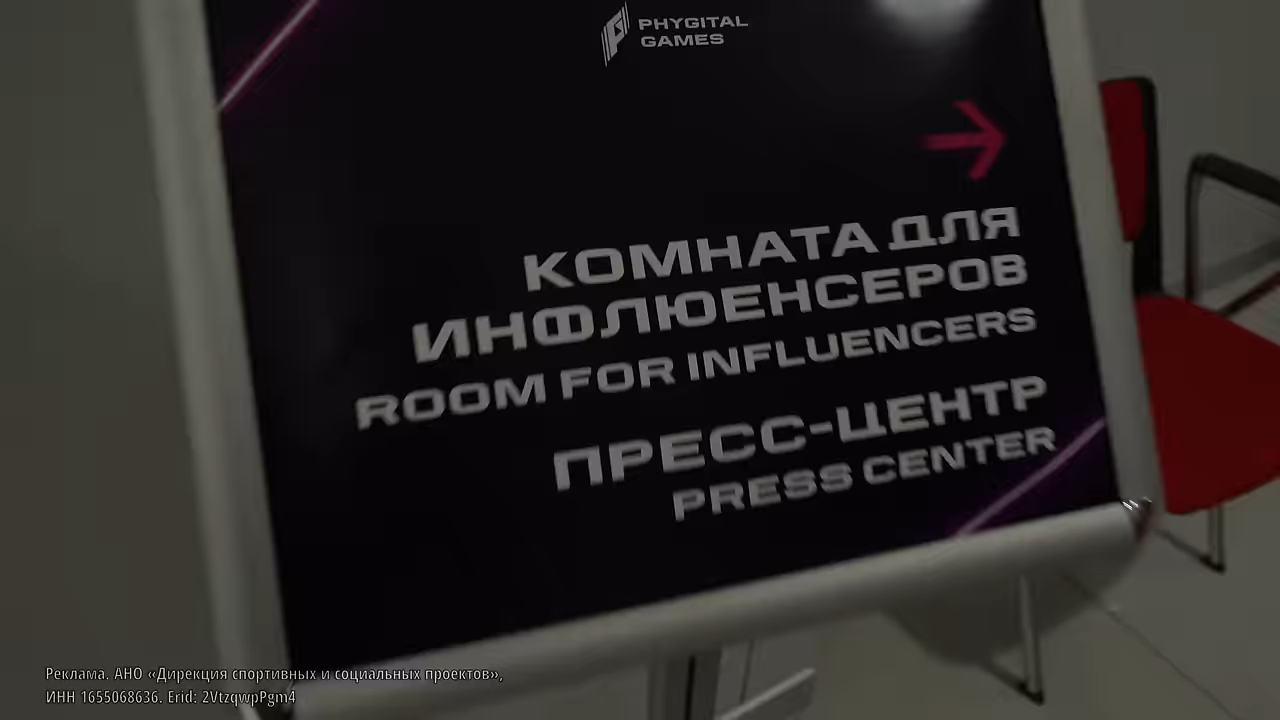 PHYGITAL
GAMES
КОМНАТА ДЛЯ
ИНФЛЮЕНСЕРОВ
ROOM FOR INFLUENCERS
ПРЕСС-ЦЕНТР
PRESS CENTER
Реклама. АНО «Дирекция спортивных и социальных проектов»,
ИНН 1655068636. Erid: 2VtzqwpPgm4